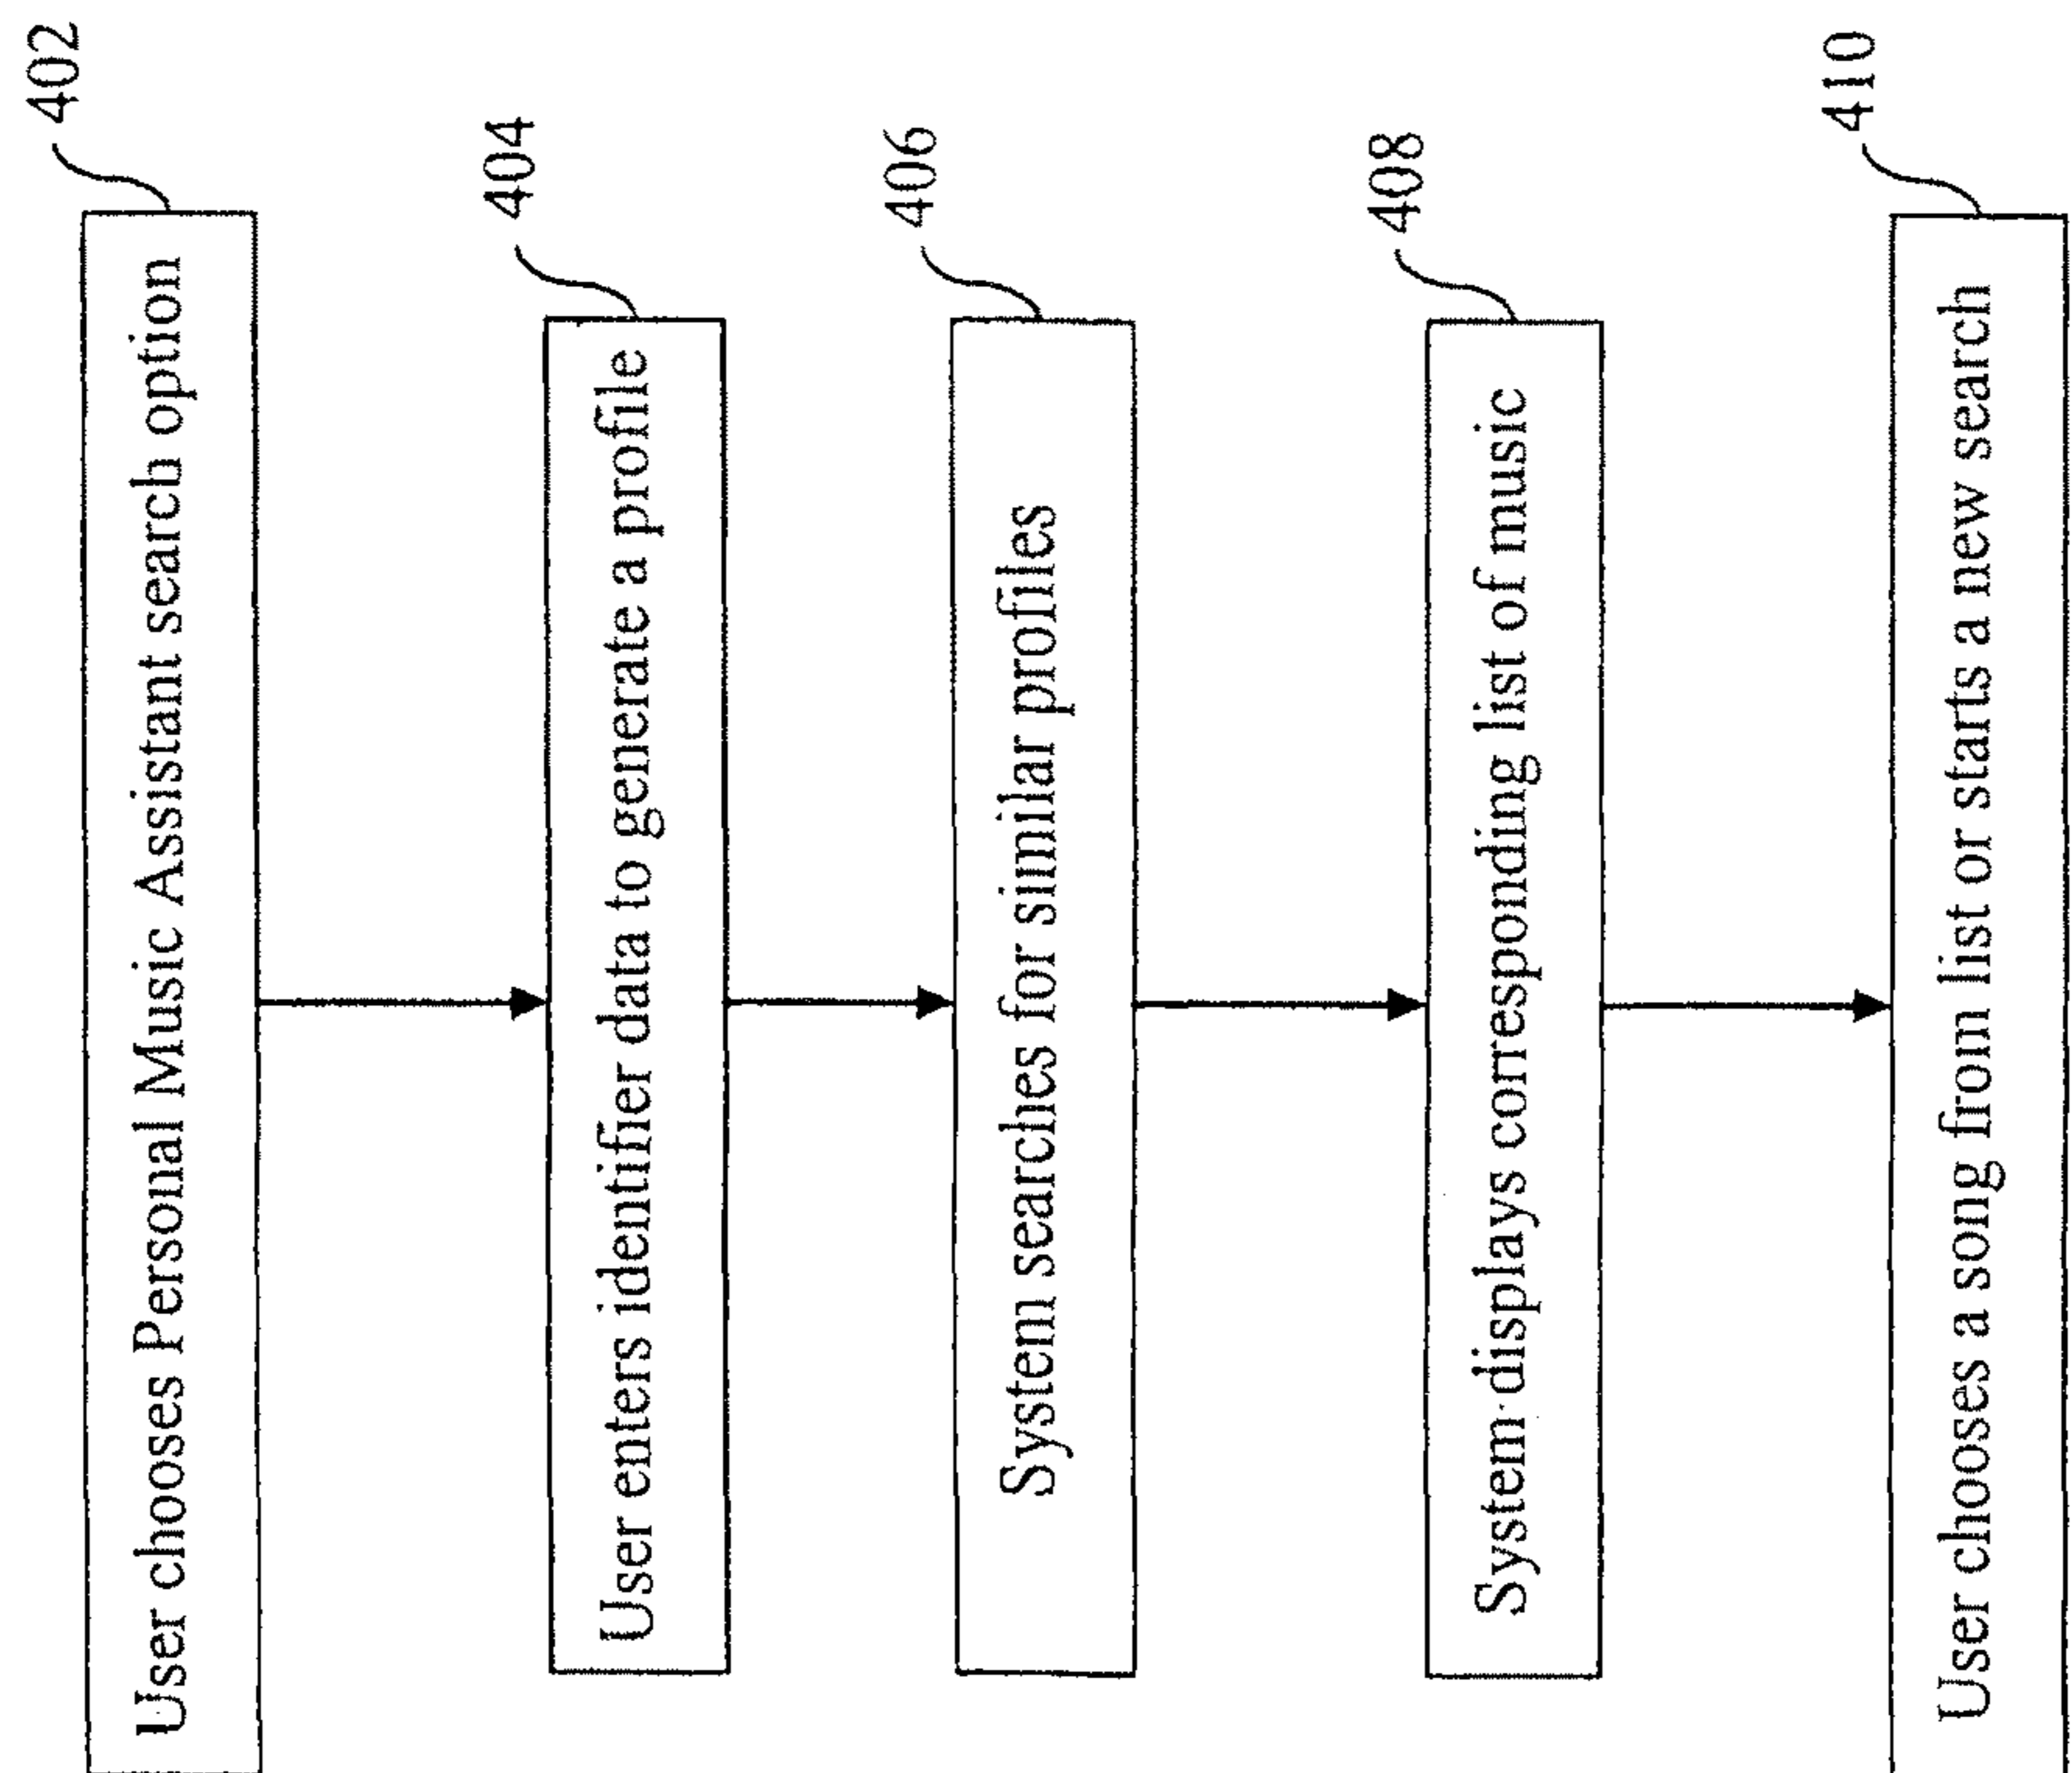 402
User chooses Personal Music Assistant search option
404
User enters identifier data to generate a profile
406
System searches for similar profiles
408
System displays corresponding list of music
410
User chooses a song from list or starts a new search